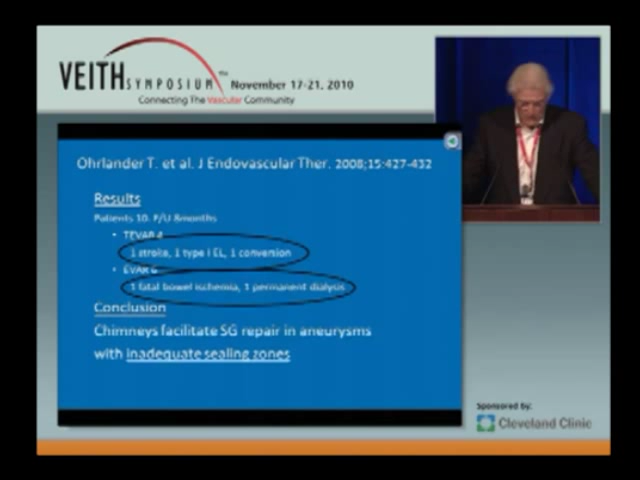 VEITH SYMPOSIUM™ November 17-21, 2010
Connecting The Vascular Community
Ohrlander T. et al. J Endovascular Ther. 2008;15:427-432
Results
Patients 10. F/U 8months
• TEVAR 4
1 stroke, 1 type I EL, 1 conversion
• EVAR 6
1 fatal bowel ischemia, 1 permanent dialysis
Conclusion
Chimneys facilitate SG repair in aneurysms
with inadequate sealing zones
Sponsored by:
Cleveland Clinic